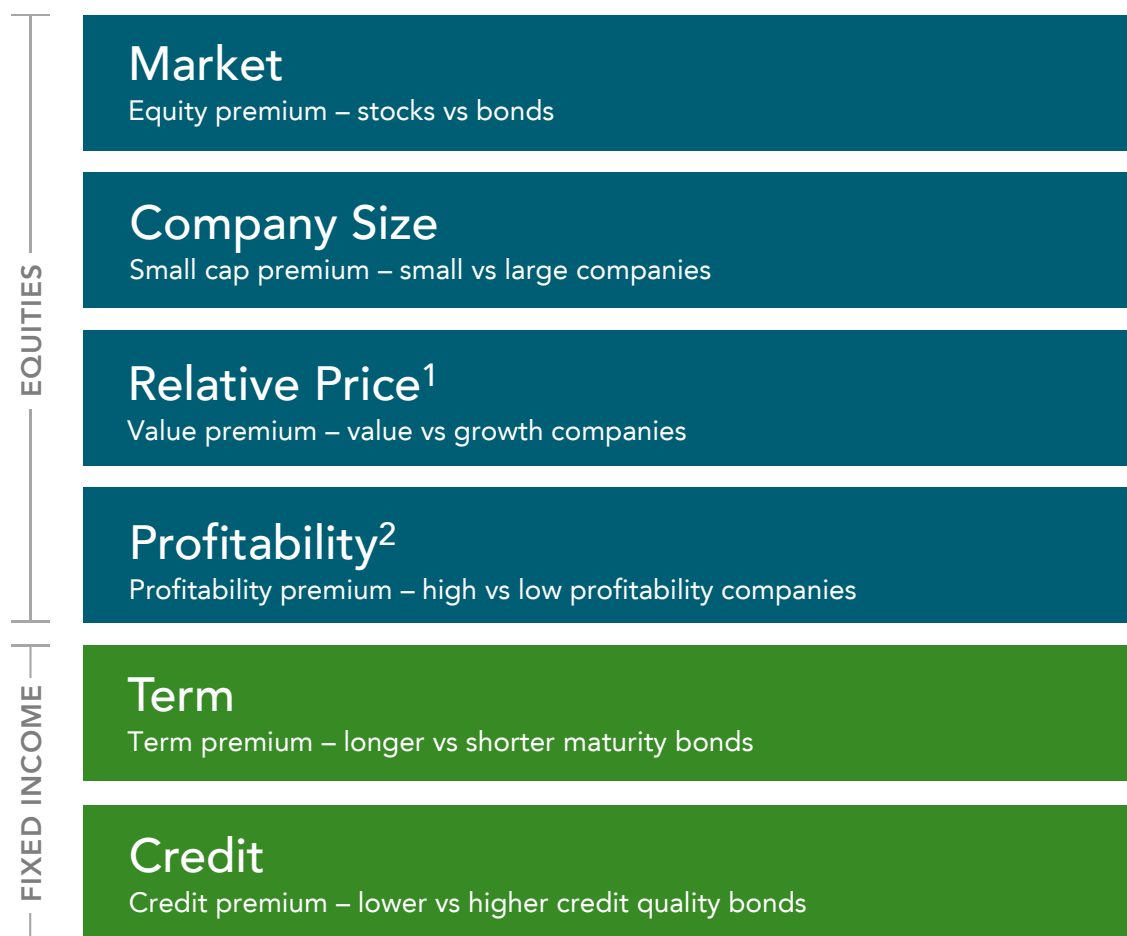 EQUITIES
Market
Equity premium – stocks vs bonds
Company Size
Small cap premium – small vs large companies
Relative Price¹
Value premium – value vs growth companies
Profitability²
Profitability premium – high vs low profitability companies
FIXED INCOME
Term
Term premium – longer vs shorter maturity bonds
Credit
Credit premium – lower vs higher credit quality bonds